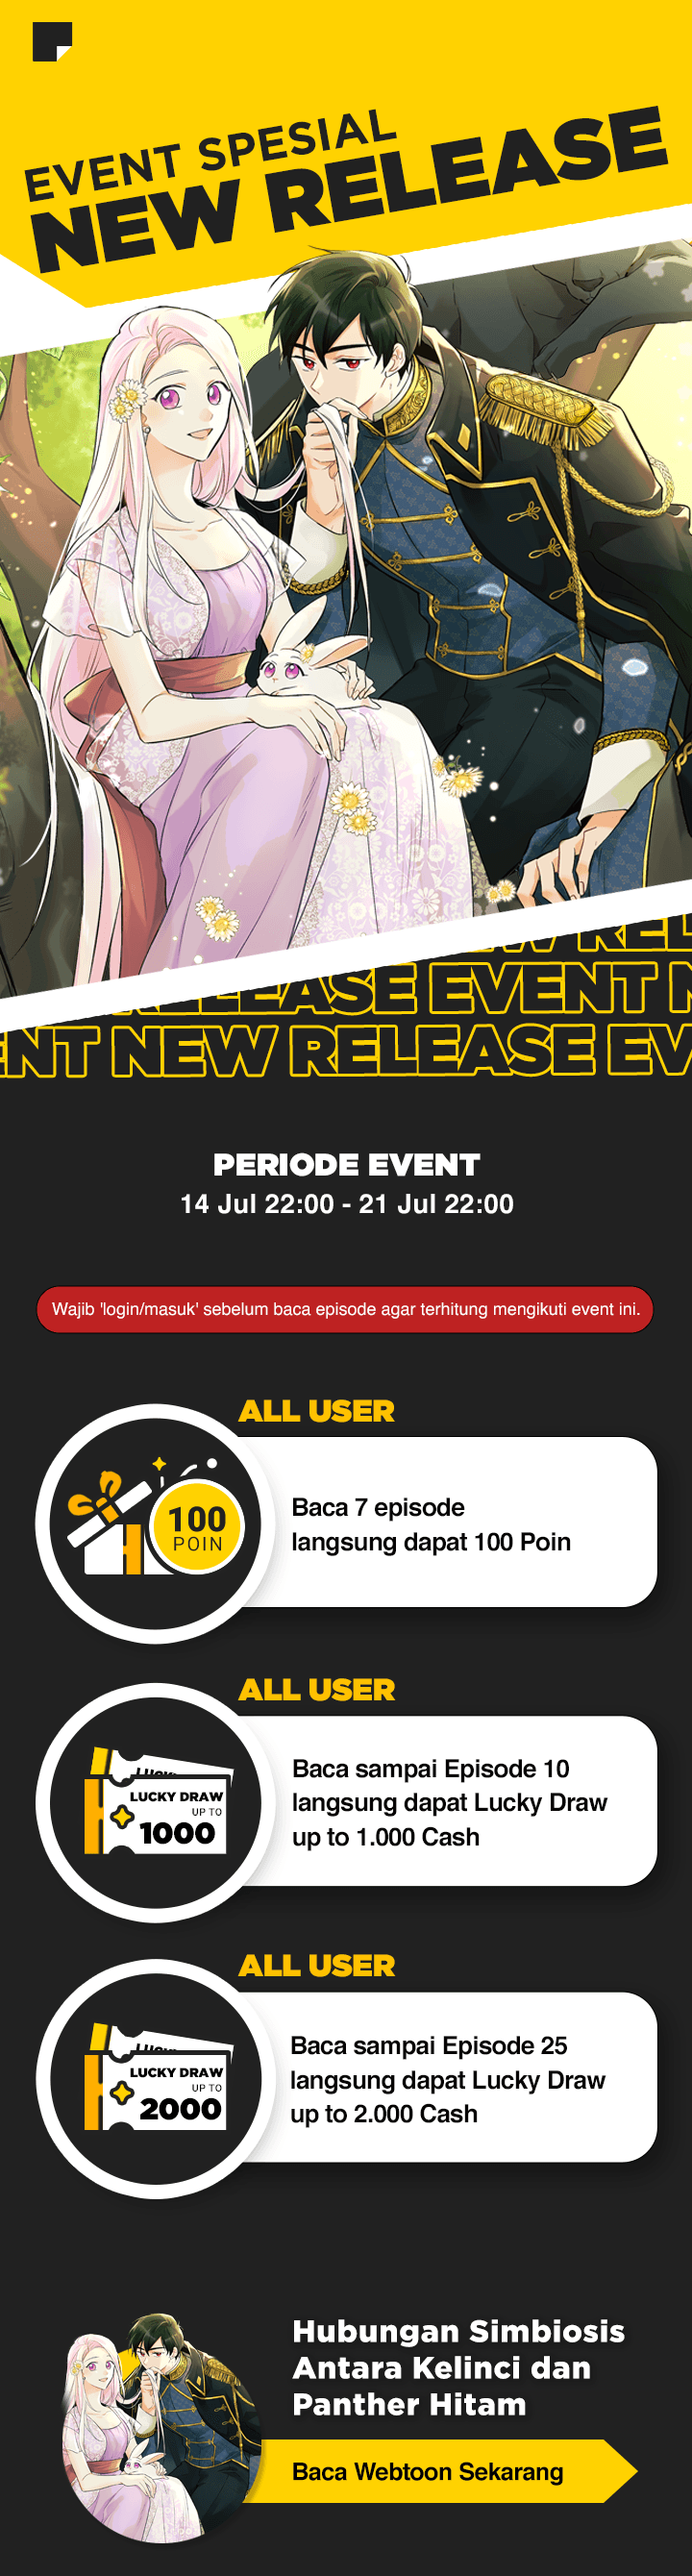 EVENT SPESIAL
NEW RELEASE
REL
RELEASE EVENT N
ENT NEW RELEASE EV
PERIODE EVENT
14 Jul 22:00 - 21 Jul 22:00
Wajib 'login/masuk' sebelum baca episode agar terhitung mengikuti event ini.
ALL USER
100
POIN
Baca 7 episode
langsung dapat 100 Poin
ALL USER
LUCKY DRAW
UP TO
1000
Baca sampai Episode 10
langsung dapat Lucky Draw
up to 1.000 Cash
ALL USER
LUCKY DRAW
UP TO
2000
Baca sampai Episode 25
langsung dapat Lucky Draw
up to 2.000 Cash
Hubungan Simbiosis
Antara Kelinci dan
Panther Hitam
Baca Webtoon Sekarang